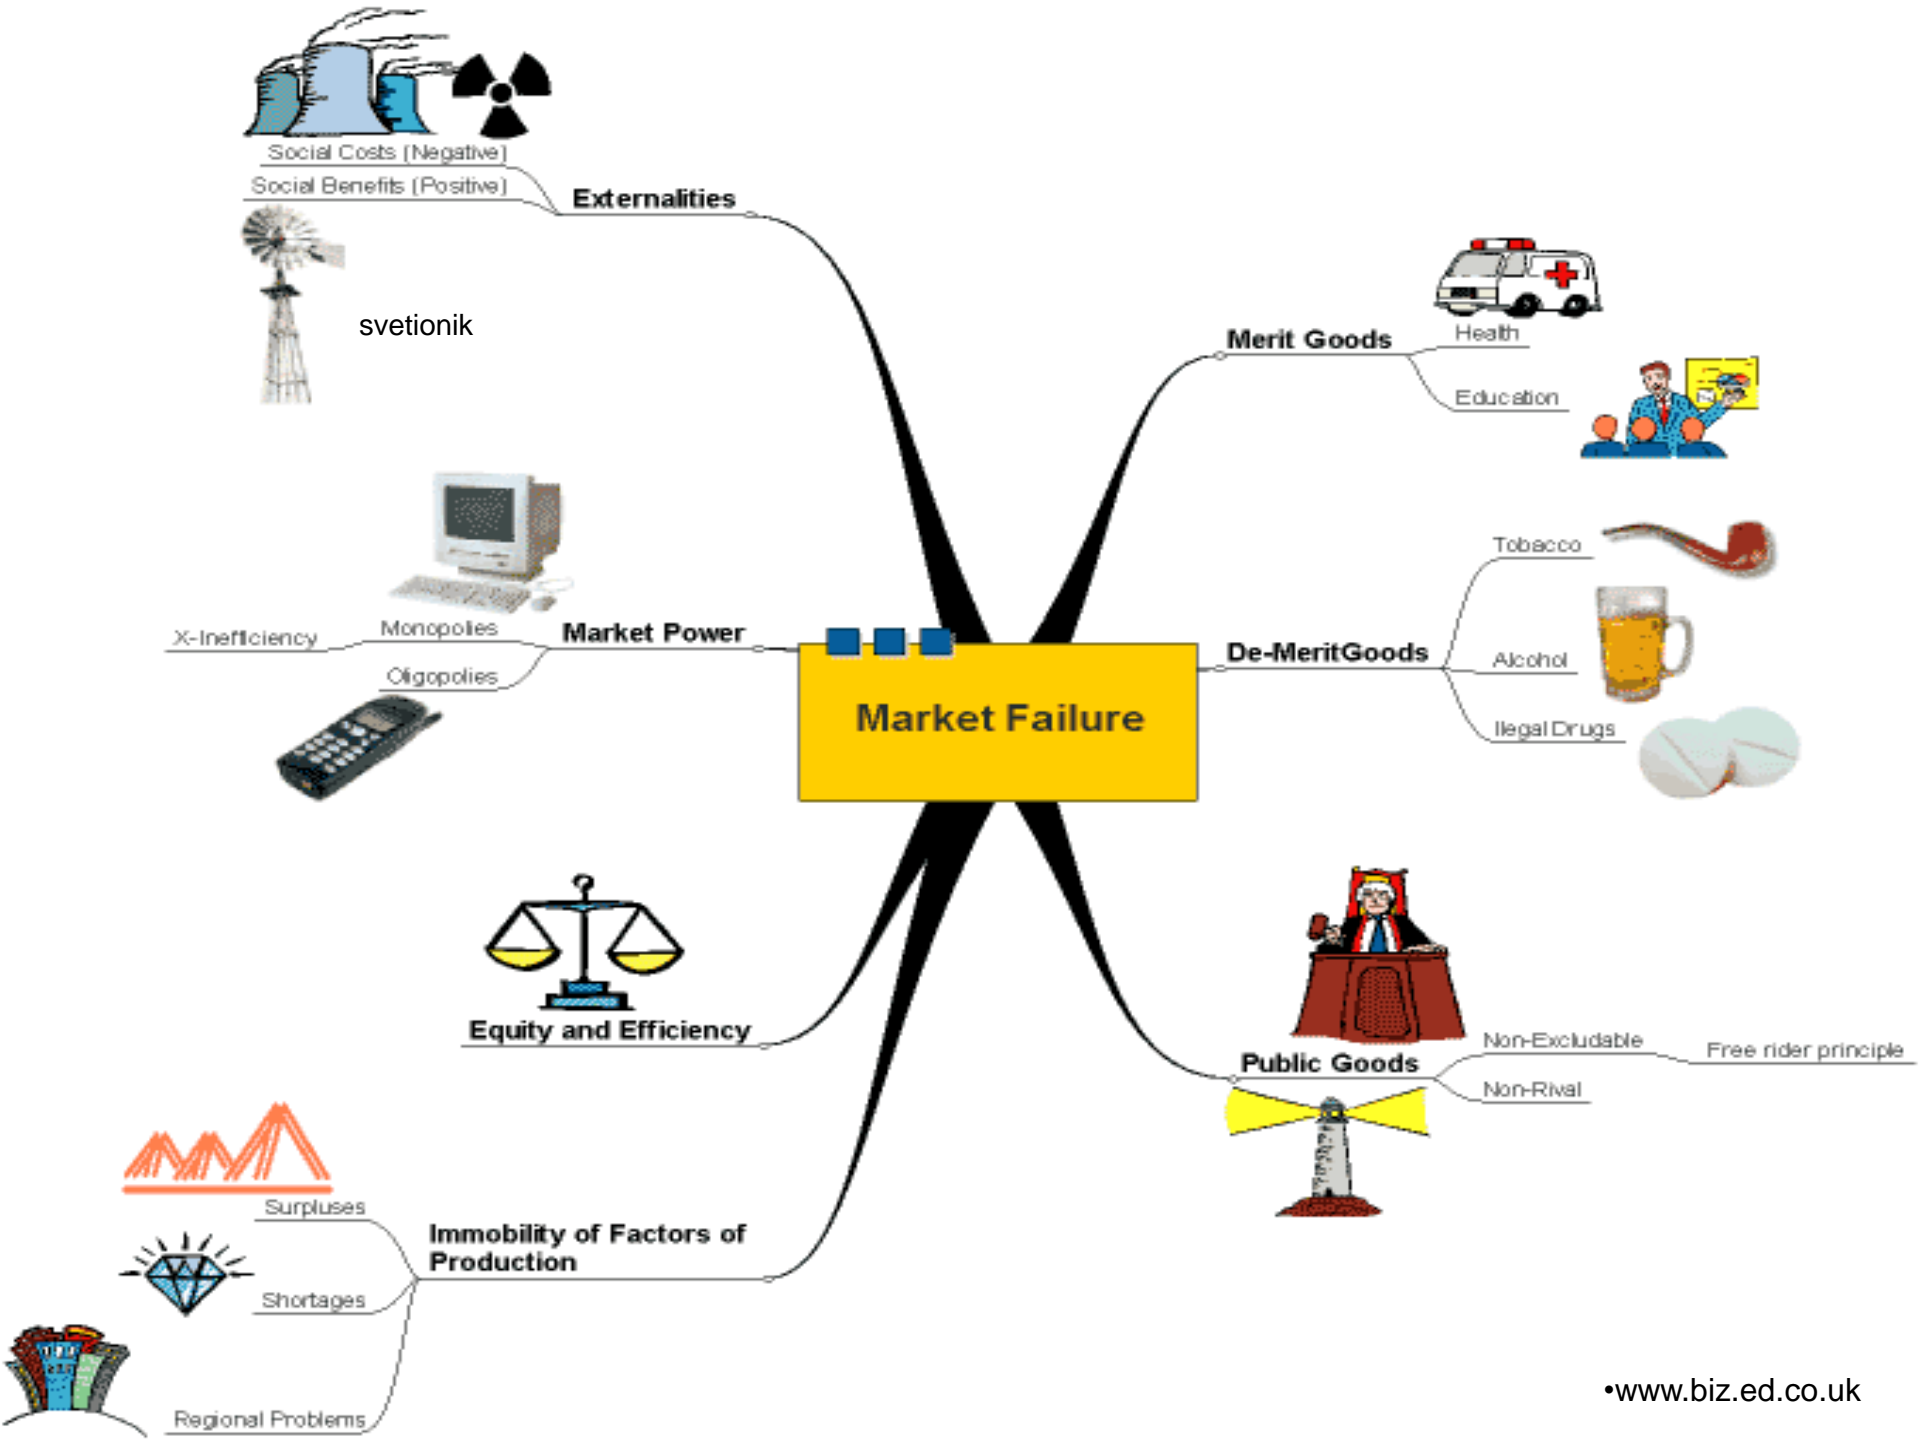 Social Costs (Negative)
Social Benefits (Positive)
Externalities
svetionik
Merit Goods
Health
Education
Tobacco
X-Inefficiency
Monopolies
Market Power
Oligopolies
De-MeritGoods
Alcohol
Market Failure
Ilegal Drugs
Equity and Efficiency
Public Goods
Non-Excludable
Free rider principle
Non-Rival
Surpluses
Immobility of Factors of
Production
Shortages
Regional Problems
•www.biz.ed.co.uk